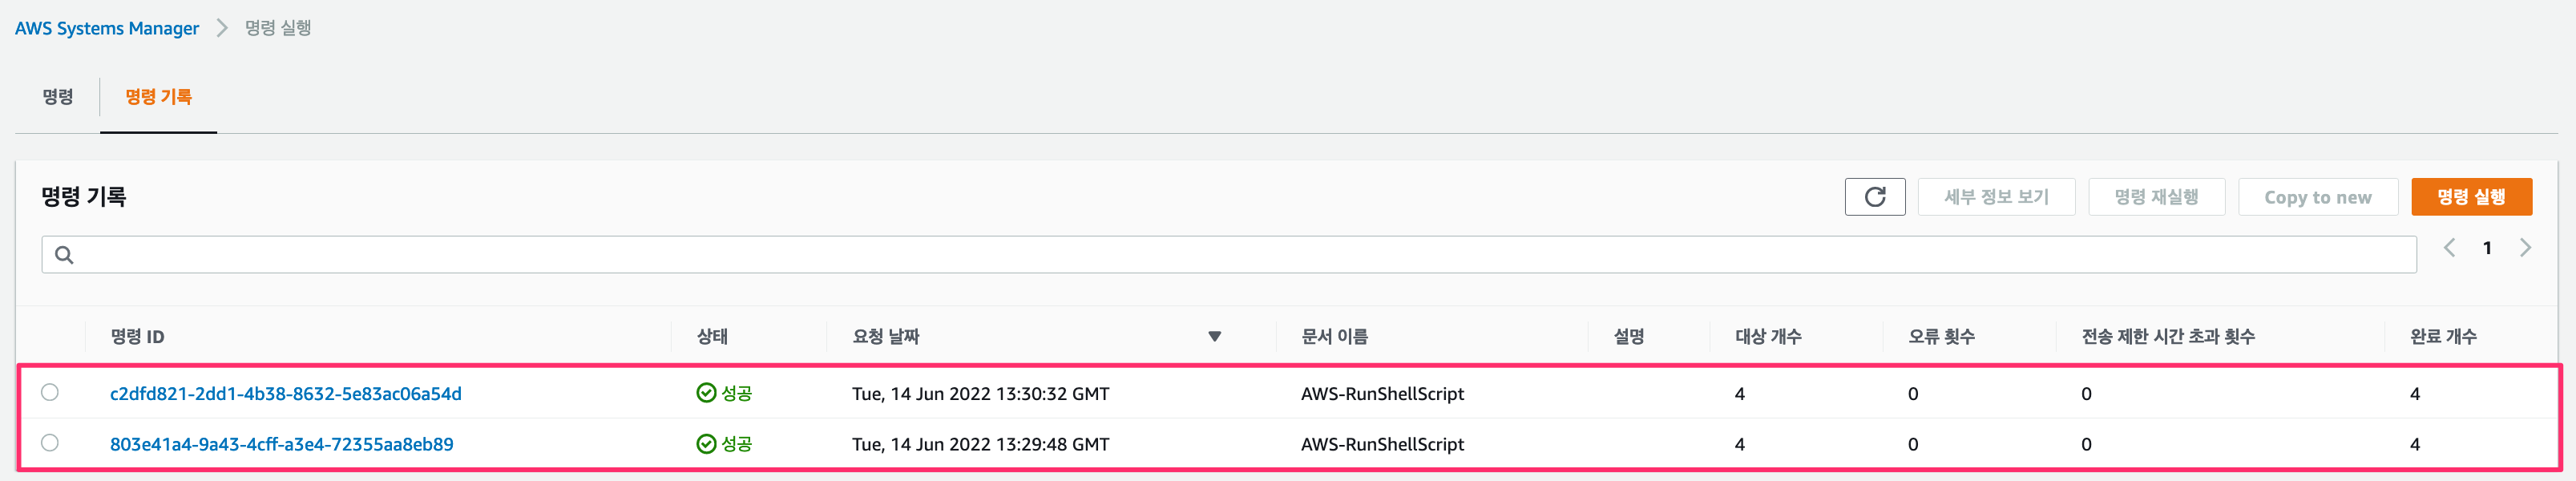 AWS Systems Manager > 명령 실행
명령 명령 기록
명령 기록 세부 정보 보기 명령 재실행 Copy to new 명령 실행
1
명령 ID 상태 요청 날짜 ▼ 문서 이름 설명 대상 개수 오류 횟수 전송 제한 시간 초과 횟수 완료 개수
c2dfd821-2dd1-4b38-8632-5e83ac06a54d 성공 Tue, 14 Jun 2022 13:30:32 GMT AWS-RunShellScript 4 0 0 4
803e41a4-9a43-4cff-a3e4-72355aa8eb89 성공 Tue, 14 Jun 2022 13:29:48 GMT AWS-RunShellScript 4 0 0 4